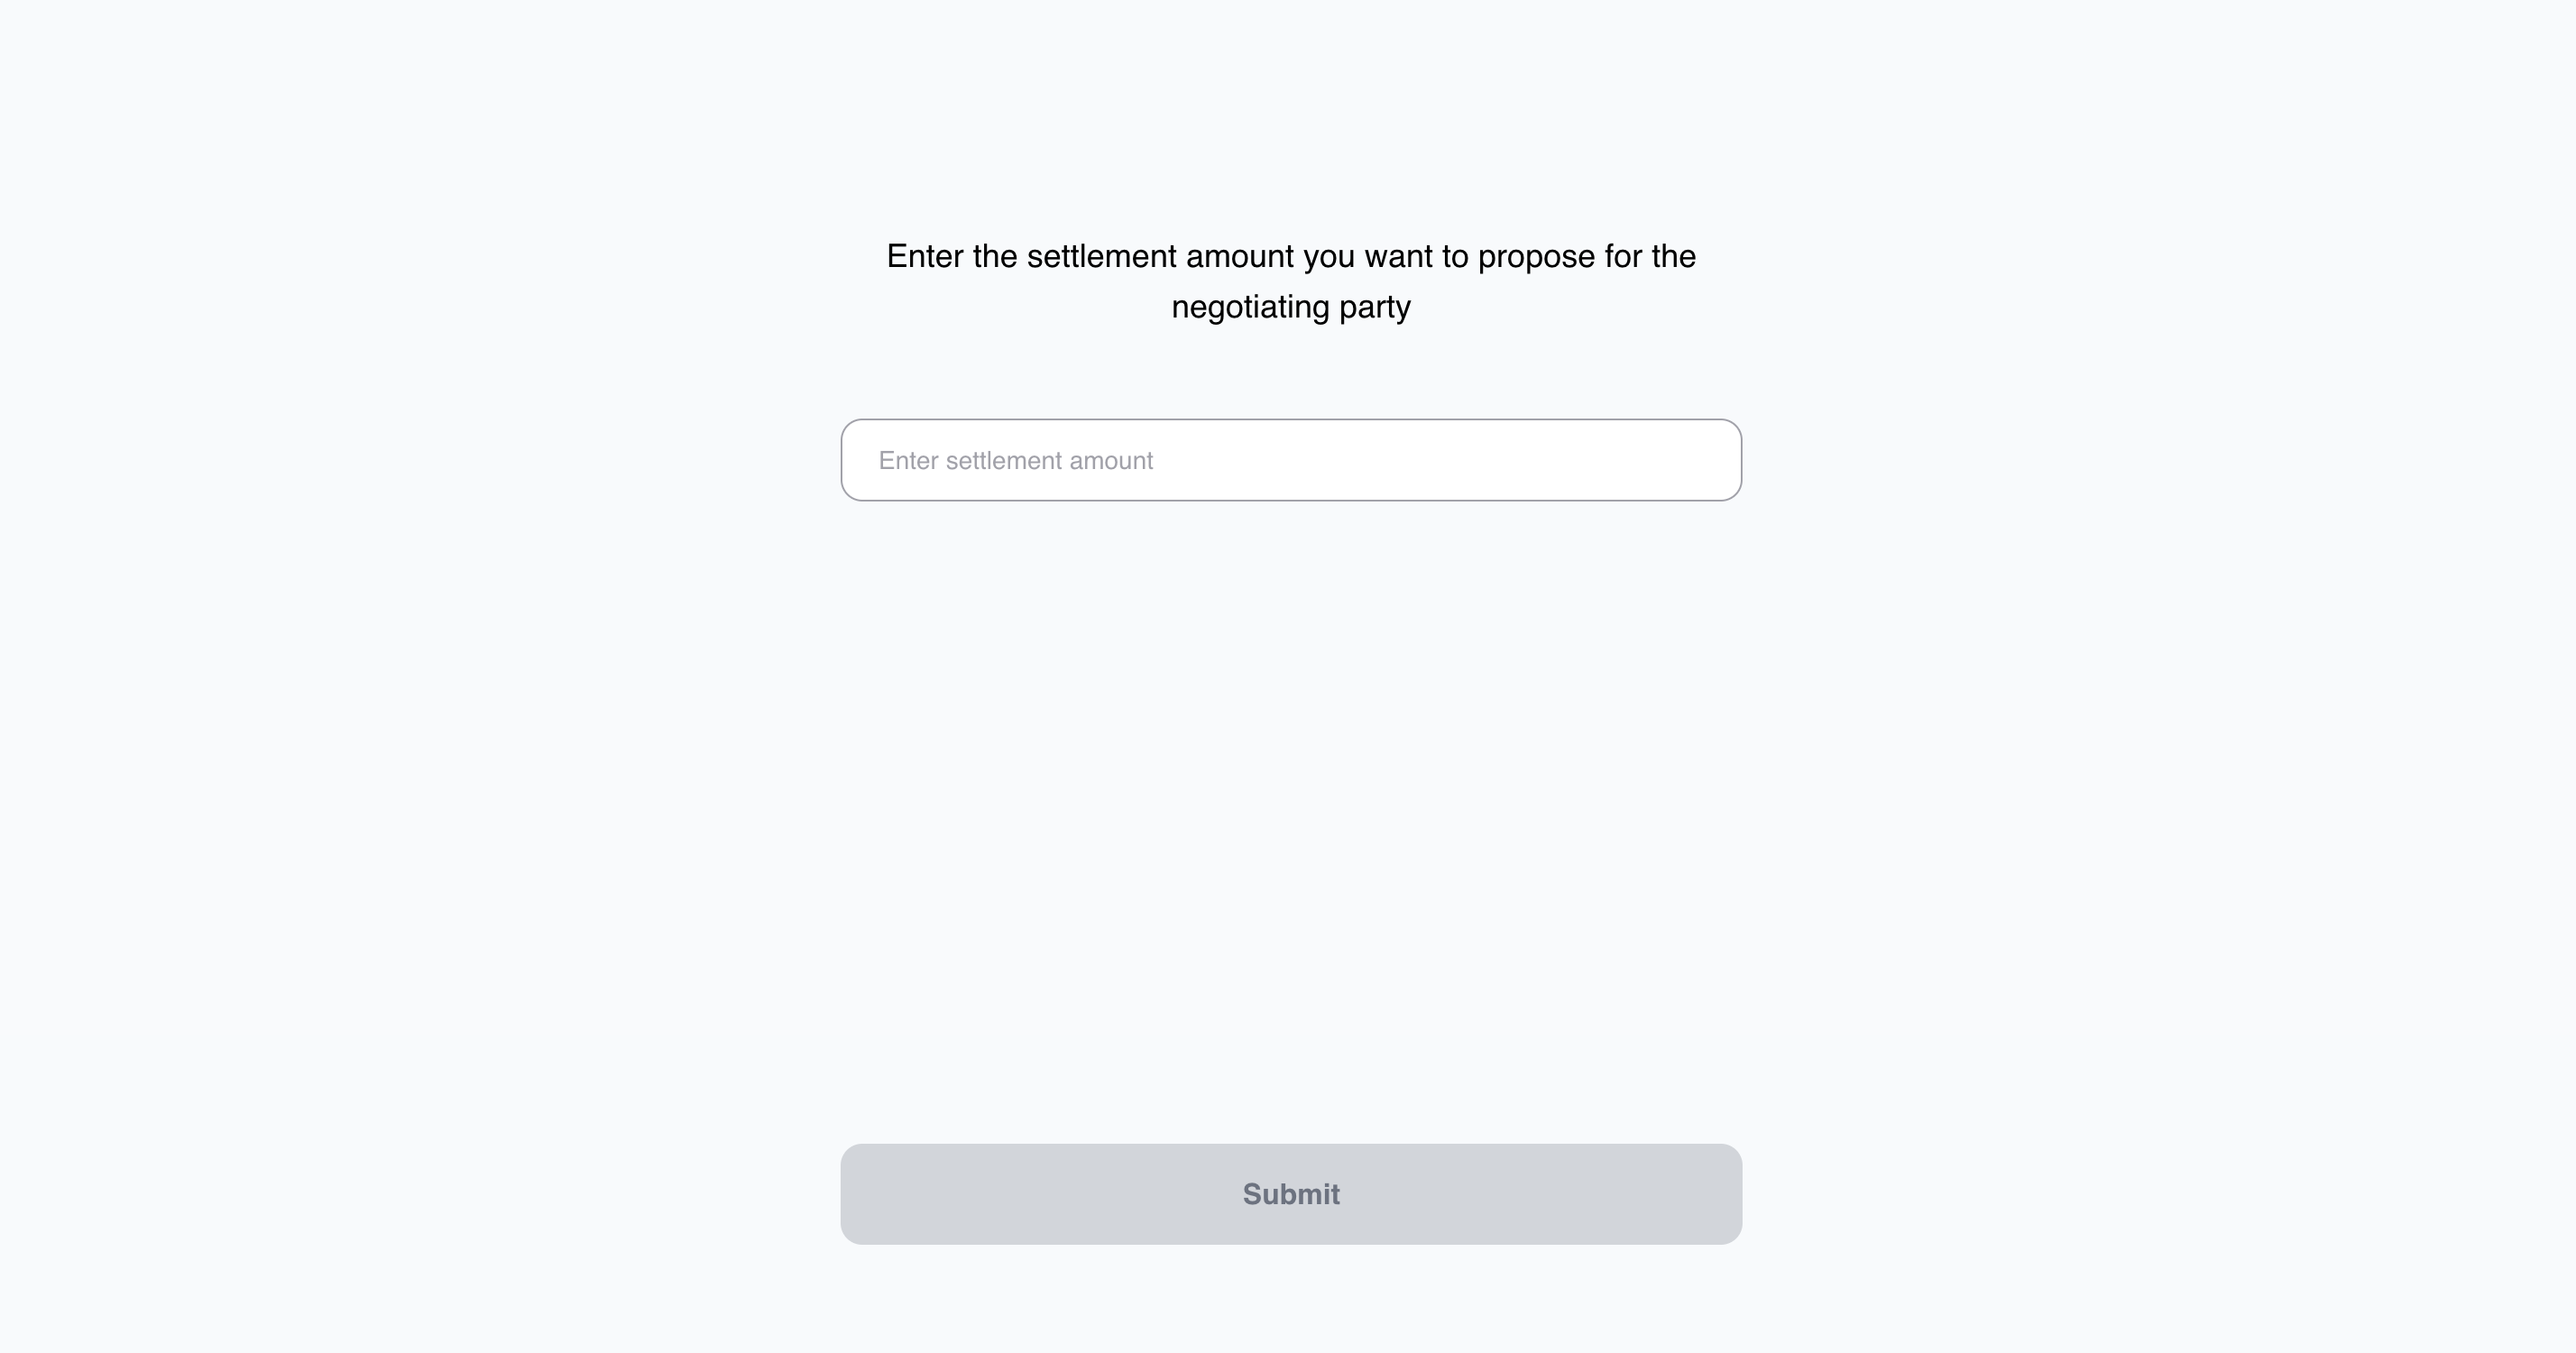 Enter the settlement amount you want to propose for the
negotiating party
Enter settlement amount
Submit